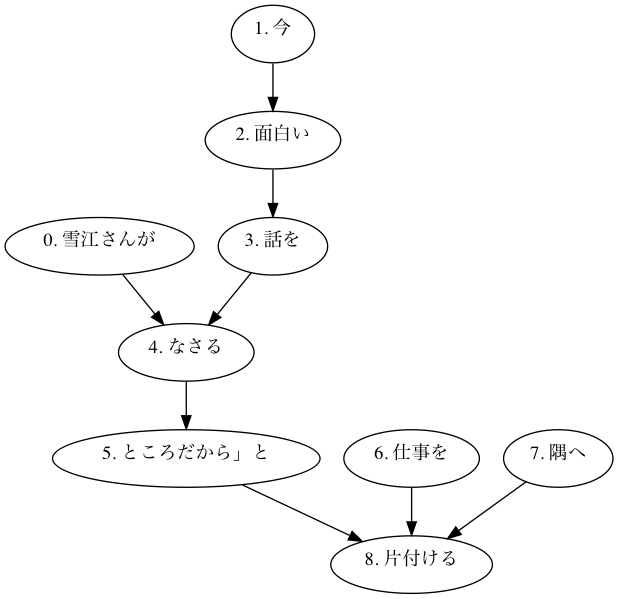 1. 今
2. 面白い
0. 雪江さんが
3. 話を
4. なさる
5. ところだから」と
6. 仕事を
7. 隅へ
8. 片付ける